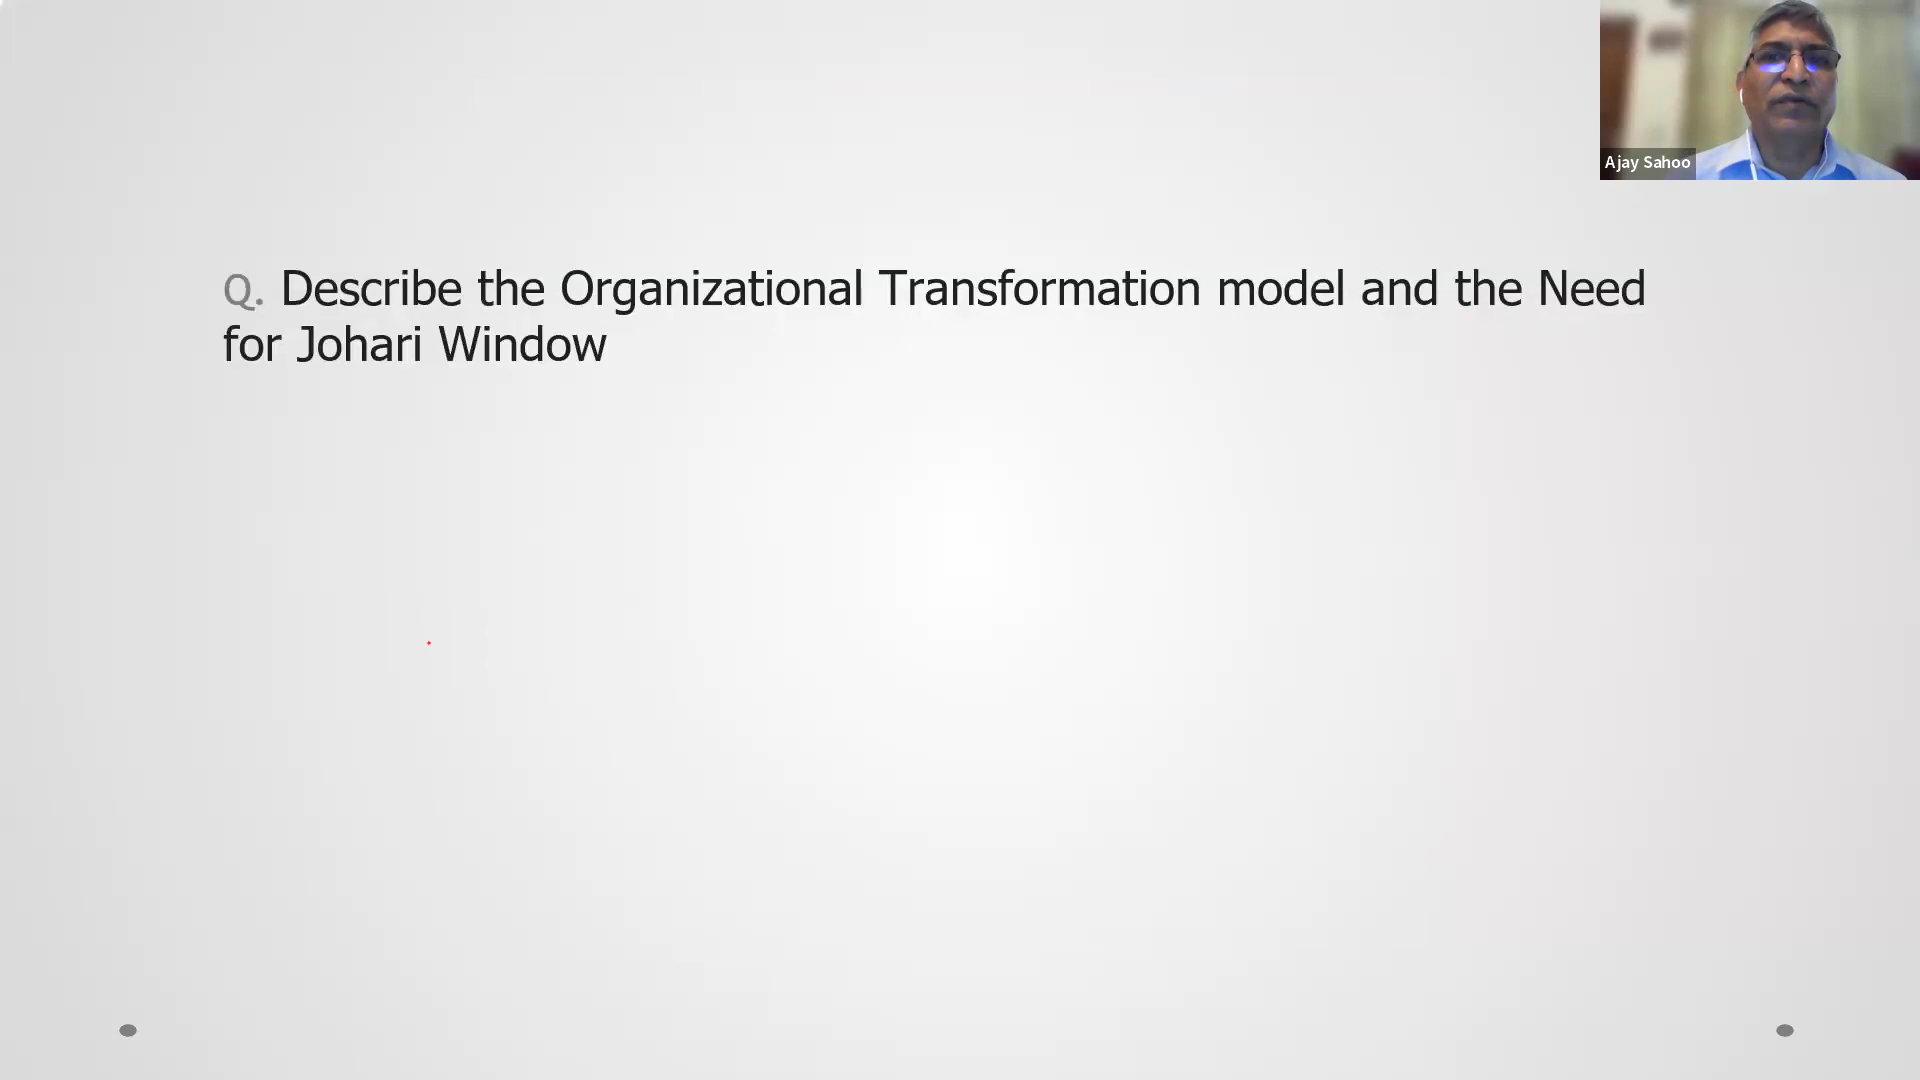 Ajay Sahoo
Q. Describe the Organizational Transformation model and the Need
for Johari Window